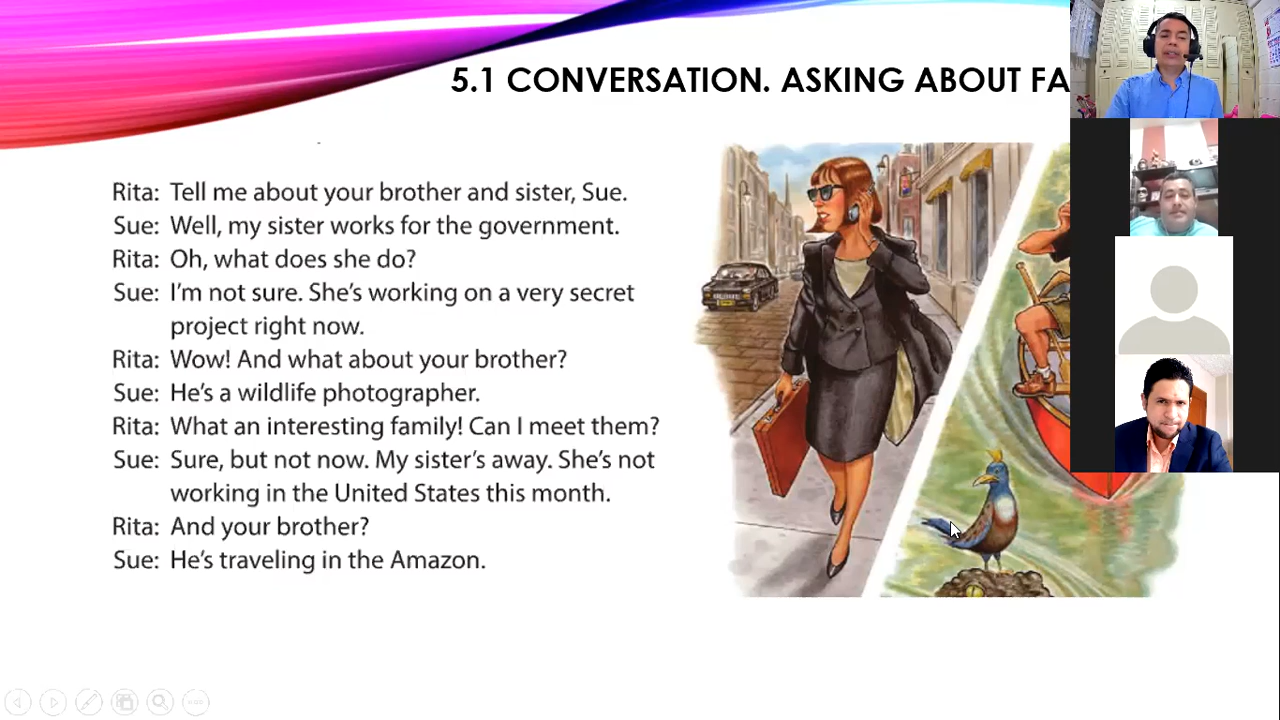 5.1 CONVERSATION. ASKING ABOUT
Rita: Tell me about your brother and sister, Sue.
Sue: Well, my sister works for the government.
Rita: Oh, what does she do?
Sue: I'm not sure. She's working on a very secret
project right now.
Rita: Wow! And what about your brother?
Sue: He's a wildlife photographer.
Rita: What an interesting family! Can I meet them?
Sue: Sure, but not now. My sister's away. She's not
working in the United States this month.
Rita: And your brother?
Sue: He's traveling in the Amazon.